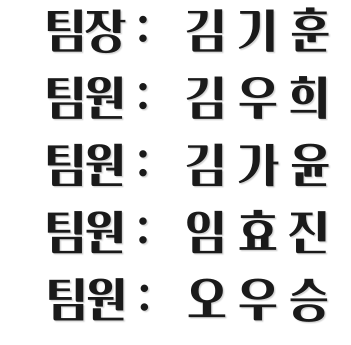 팀장 : 김 기 훈
팀원 : 김 우 희
팀원 : 김 가 윤
팀원 : 임 효 진
팀원 : 오 우 승